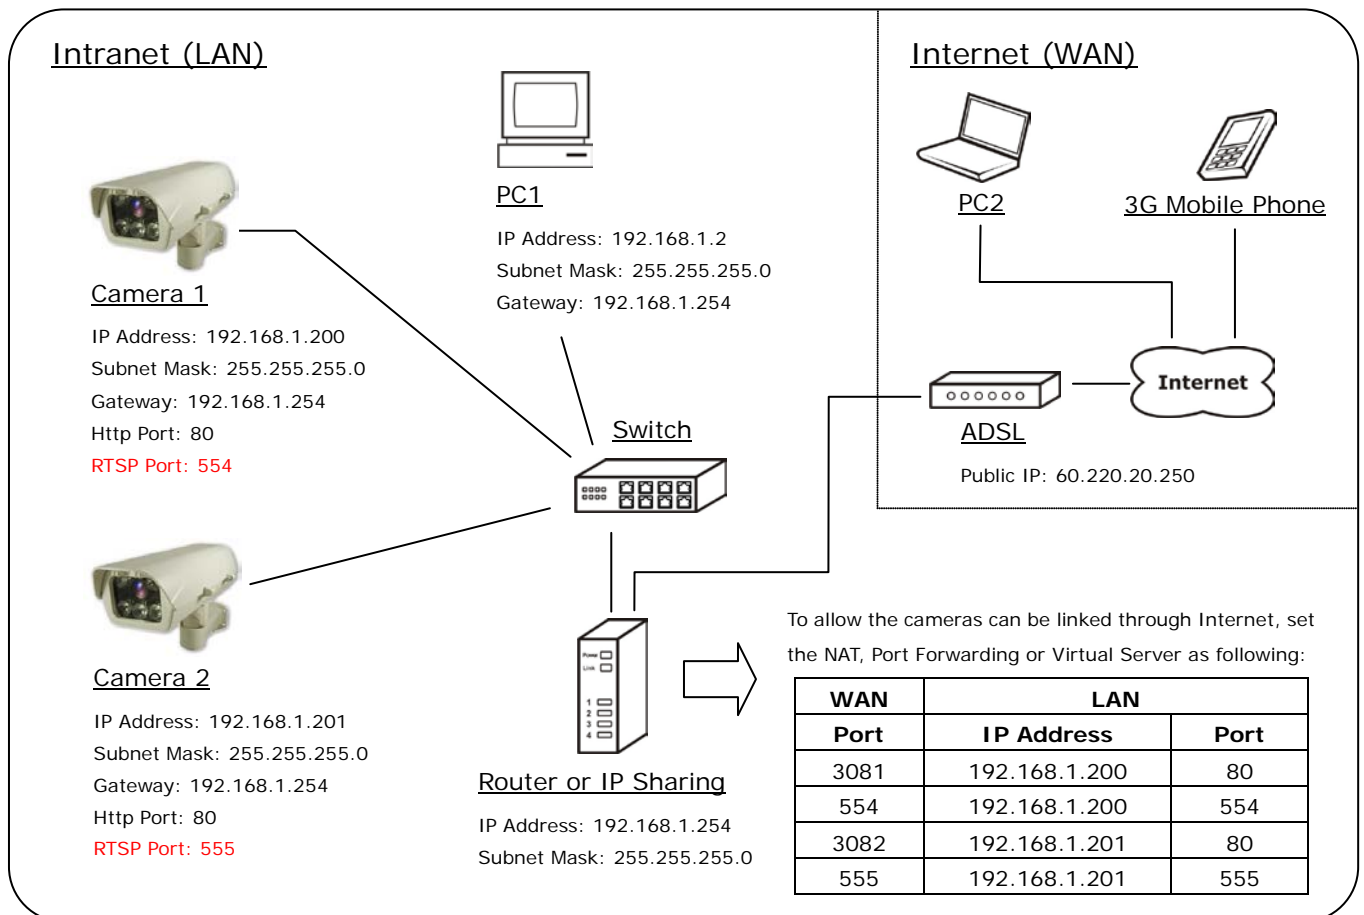 Intranet (LAN)
Internet (WAN)
PC1
IP Address: 192.168.1.2
Subnet Mask: 255.255.255.0
Gateway: 192.168.1.254
PC2
3G Mobile Phone
Camera 1
IP Address: 192.168.1.200
Subnet Mask: 255.255.255.0
Gateway: 192.168.1.254
Http Port: 80
RTSP Port: 554
Internet
ADSL
Public IP: 60.220.20.250
Switch
Camera 2
IP Address: 192.168.1.201
Subnet Mask: 255.255.255.0
Gateway: 192.168.1.254
Http Port: 80
RTSP Port: 555
Power
Link
1
2
3
4
Router or IP Sharing
IP Address: 192.168.1.254
Subnet Mask: 255.255.255.0
To allow the cameras can be linked through Internet, set
the NAT, Port Forwarding or Virtual Server as following:
WAN LAN
Port IP Address Port
3081 192.168.1.200 80
554 192.168.1.200 554
3082 192.168.1.201 80
555 192.168.1.201 555